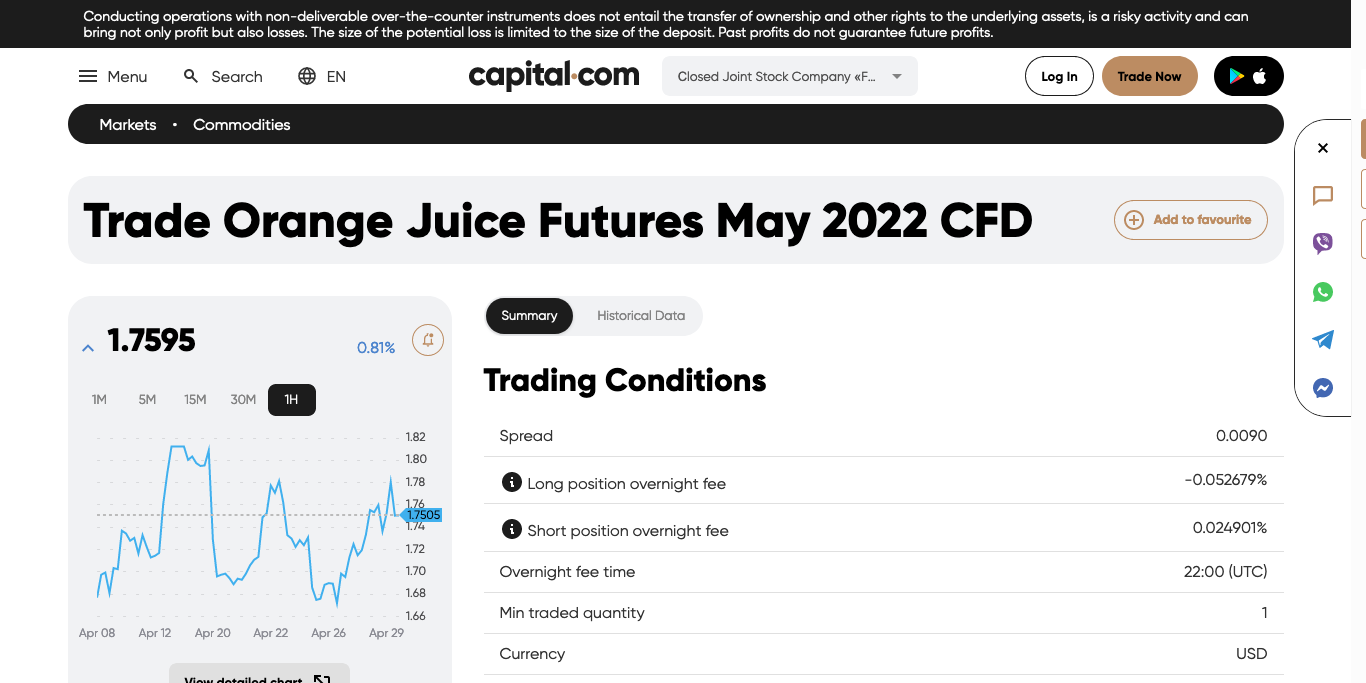 Conducting operations with non-deliverable over-the-counter instruments does not entail the transfer of ownership and other rights to the underlying assets, is a risky activity and can
bring not only profit but also losses. The size of the potential loss is limited to the size of the deposit. Past profits do not guarantee future profits.
Menu Search EN capital.com Closed Joint Stock Company «F... Log In Trade Now
Markets • Commodities
Trade Orange Juice Futures May 2022 CFD Add to favourite
1.7595 0.81%
1M 5M 15M 30M 1H
1.82
1.80
1.78
1.76
1.7505
1.74
1.72
1.70
1.68
1.66
Apr 08 Apr 12 Apr 20 Apr 22 Apr 26 Apr 29
View detailed chart
Summary Historical Data
Trading Conditions
Spread 0.0090
Long position overnight fee -0.052679%
Short position overnight fee 0.024901%
Overnight fee time 22:00 (UTC)
Min traded quantity 1
Currency USD